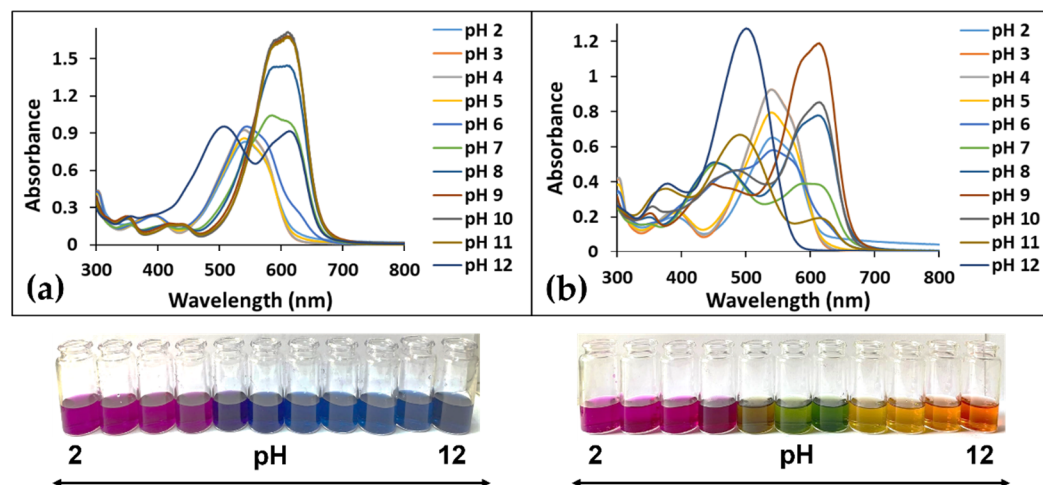 1.5
1.2
0.9
0.6
0.3
0
Absorbance
300 400 500 600 700 800
Wavelength (nm)
(a)
pH 2
pH 3
pH 4
pH 5
pH 6
pH 7
pH 8
pH 9
pH 10
pH 11
pH 12
1.2
1
0.8
0.6
0.4
0.2
0
Absorbance
300 400 500 600 700 800
Wavelength (nm)
(b)
pH 2
pH 3
pH 4
pH 5
pH 6
pH 7
pH 8
pH 9
pH 10
pH 11
pH 12
2 pH 12
2 pH 12